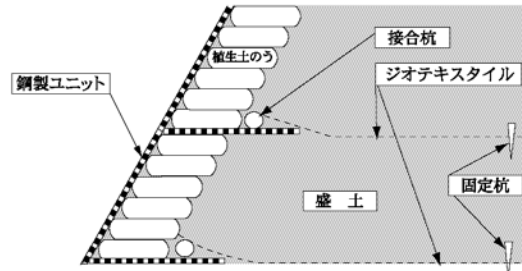 接合杭
植生土のう
ジオテキスタイル
鋼製ユニット
固定杭
盛 土